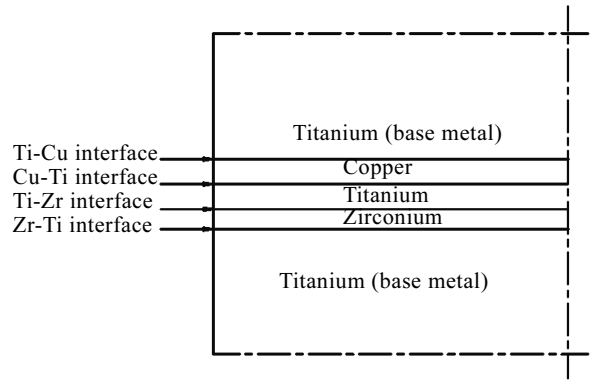 Titanium (base metal)
Ti-Cu interface
Copper
Cu-Ti interface
Titanium
Ti-Zr interface
Zirconium
Zr-Ti interface
Titanium (base metal)